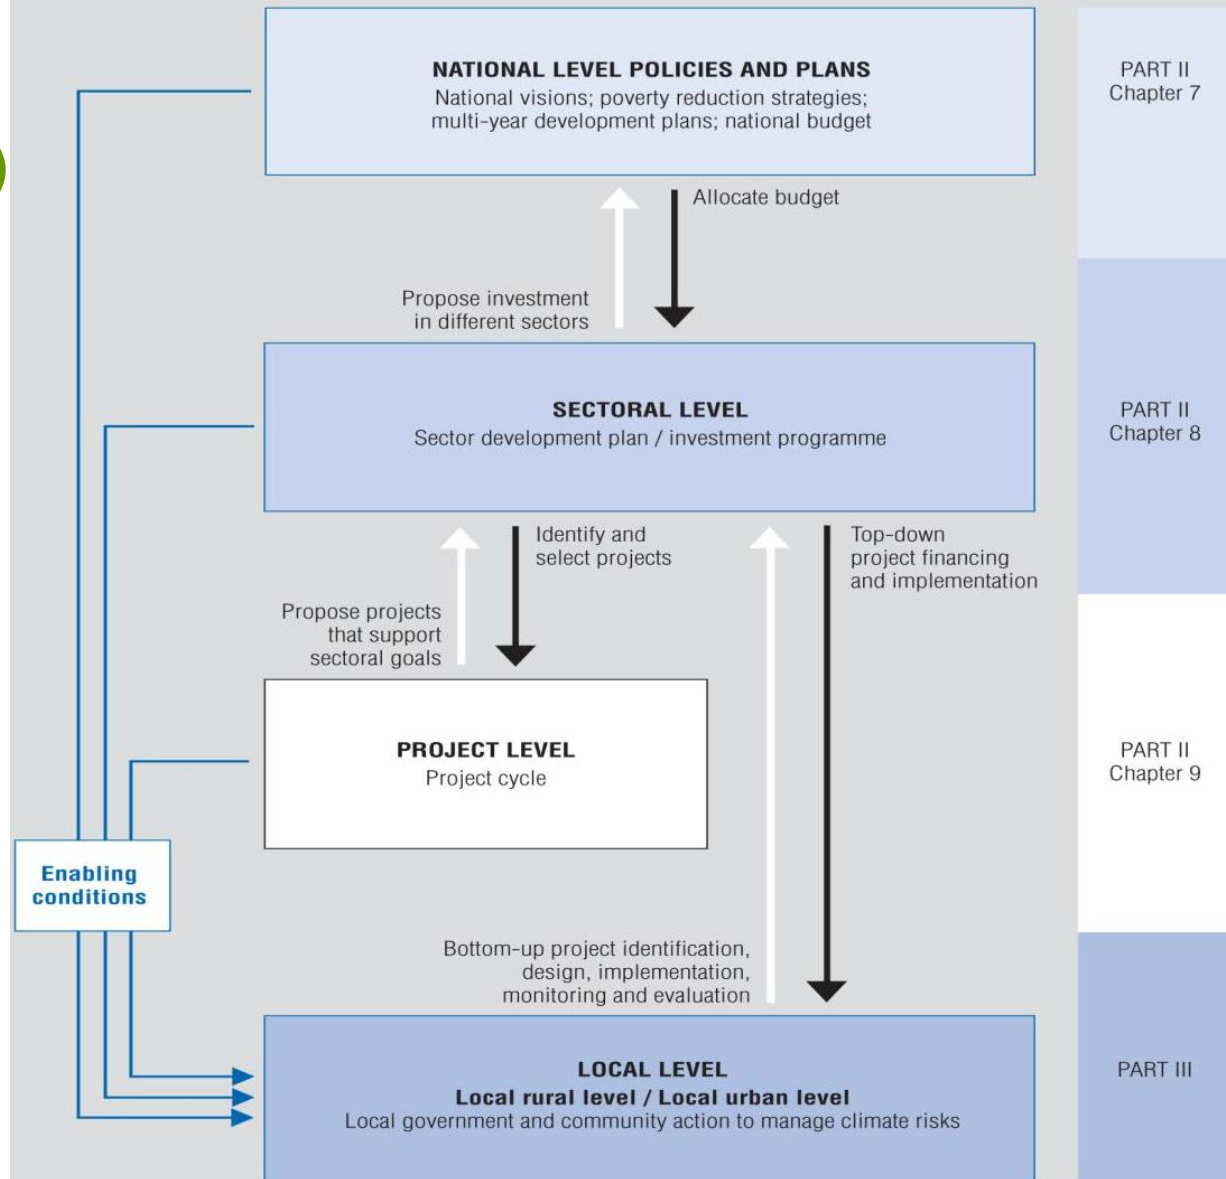 NATIONAL LEVEL POLICIES AND PLANS
National visions; poverty reduction strategies;
multi-year development plans; national budget
PART II
Chapter 7
Allocate budget
Propose investment
in different sectors
SECTORAL LEVEL
Sector development plan / investment programme
PART II
Chapter 8
Identify and
select projects
Top-down
project financing
and implementation
Propose projects
that support
sectoral goals
PROJECT LEVEL
Project cycle
PART II
Chapter 9
Enabling
conditions
Bottom-up project identification,
design, implementation,
monitoring and evaluation
LOCAL LEVEL
Local rural level / Local urban level
Local government and community action to manage climate risks
PART III